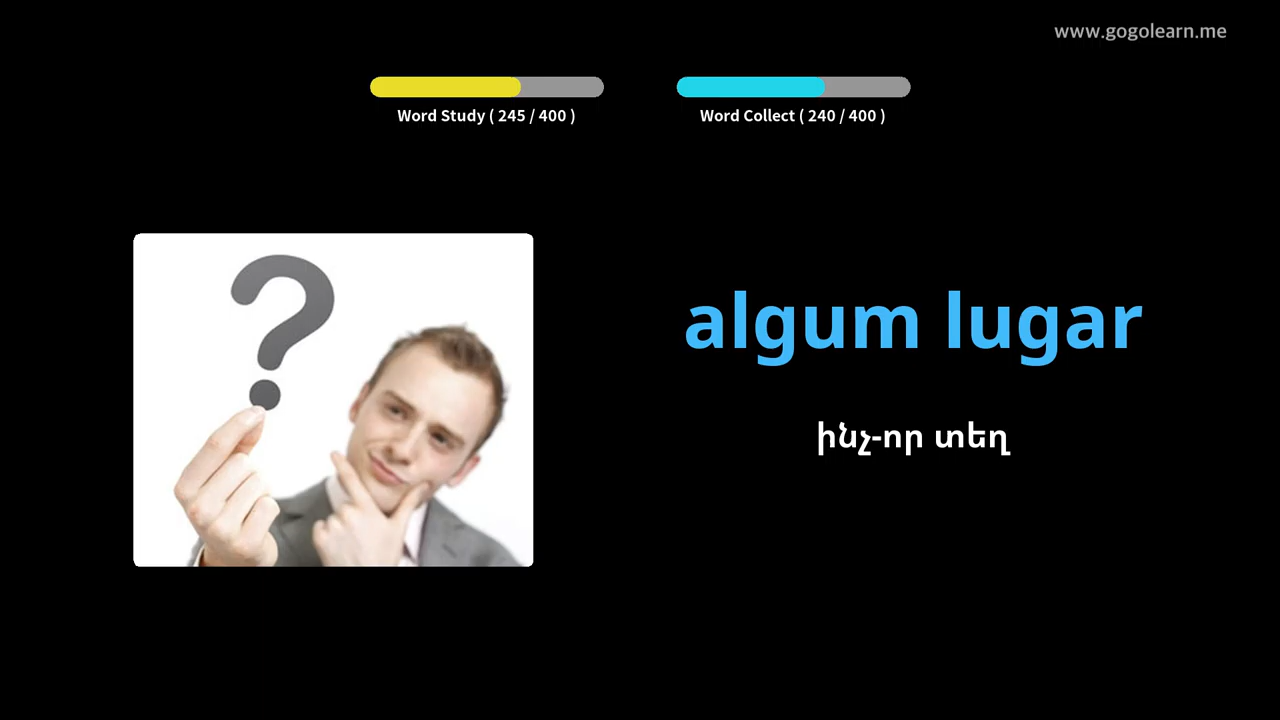 www.gogolearn.me
Word Study ( 245 / 400 )
Word Collect ( 240 / 400 )
algum lugar
ինչ-որ տեղ